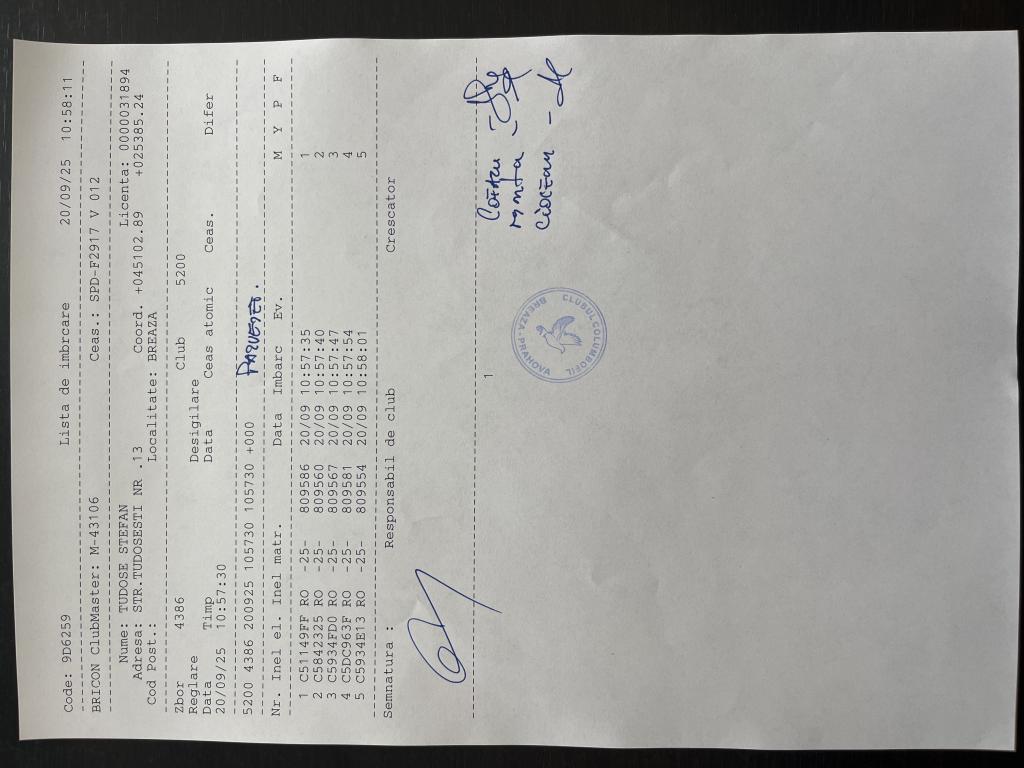 Code: 9D6259 Lista de imbrcare 20/09/25 10:58:11
BRICON ClubMaster: M-43106 Ceas.: SPD-F2917 V 012
Nume: TUDOSE STEFAN Licenta: 0000031894
Adresa: STR.TUDOSESTI NR .13 Coord. +045102.89 +025385.24
Cod Post.: Localitate: BREAZA
Zbor 4386 Club 5200
Reglare Desigilare
Data Timp Data Ceas atomic Ceas. Difer
20/09/25 10:57:30
5200 4386 200925 105730 105730 +000
Nr. Inel el. Inel matr. Data Imbarc Ev. M Y P F
1 C51149FF RO -25- 809586 20/09 10:57:35 1
2 C5842325 RO -25- 809560 20/09 10:57:40 2
3 C5934FD0 RO -25- 809567 20/09 10:57:47 3
4 C5DC963F RO -25- 809581 20/09 10:57:54 4
5 C5934E13 RO -25- 809554 20/09 10:58:01 5
Semnatura : Responsabil de club Crescator
1
CLUBUL COLUMBOFIL
BREAZA-PRAHOVA